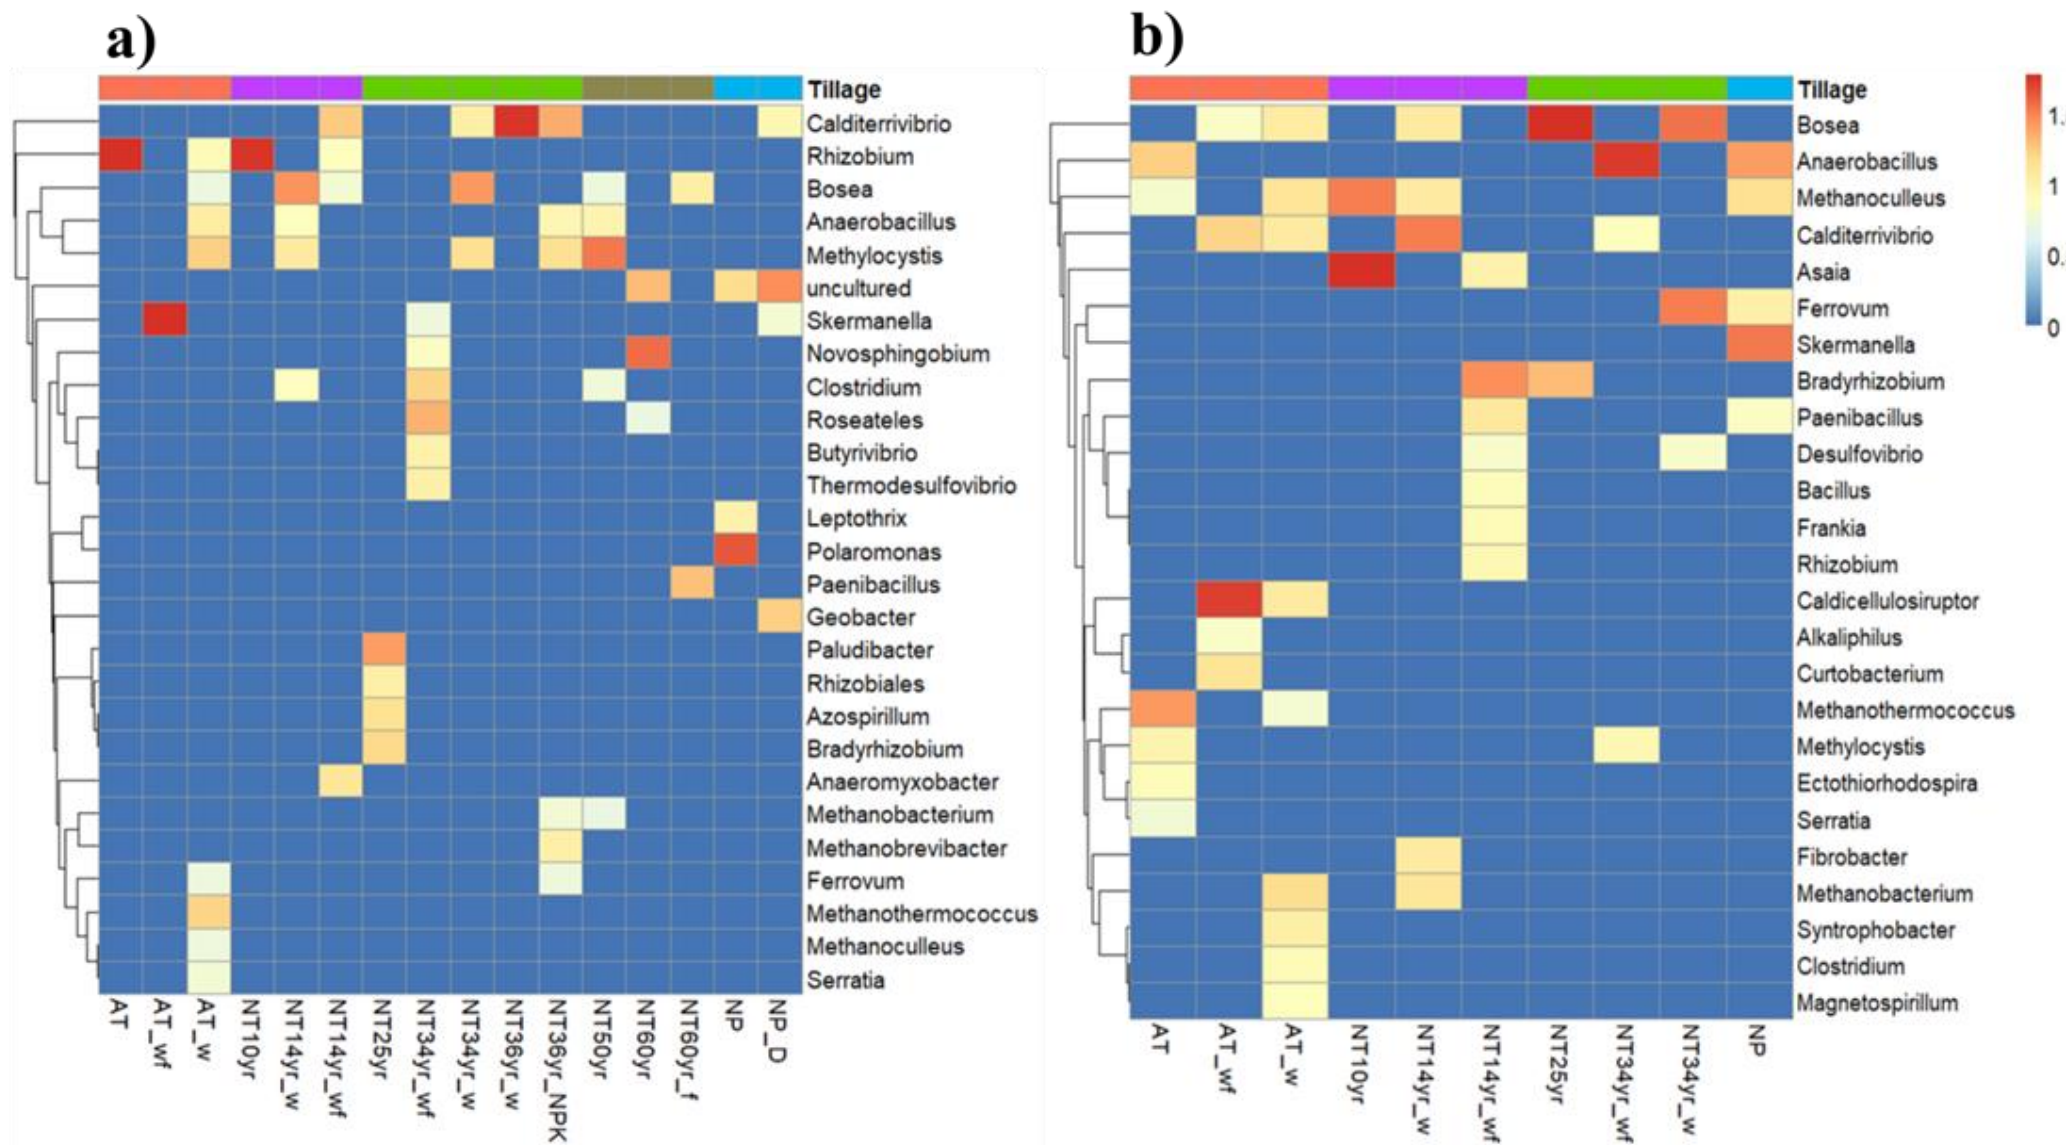 a)
Tillage
Calditerrivibrio
Rhizobium
Bosea
Anaerobacillus
Methylocystis
uncultured
Skermanella
Novosphingobium
Clostridium
Roseateles
Butyrivibrio
Thermodesulfovibrio
Leptothrix
Polaromonas
Paenibacillus
Geobacter
Paludibacter
Rhizobiales
Azospirillum
Bradyrhizobium
Anaeromyxobacter
Methanobacterium
Methanobrevibacter
Ferrovum
Methanothermococcus
Methanoculleus
Serratia
AT
AT_wf
AT_w
NT10yr
NT14yr_w
NT14yr_wf
NT25yr
NT34yr_wf
NT34yr_w
NT36yr_w
NT36yr_NPK
NT50yr
NT60yr
NT60yr_f
NP
NP_D
b)
Tillage
Bosea
Anaerobacillus
Methanoculleus
Calditerrivibrio
Asaia
Ferrovum
Skermanella
Bradyrhizobium
Paenibacillus
Desulfovibrio
Bacillus
Frankia
Rhizobium
Caldicellulosiruptor
Alkaliphilus
Curtobacterium
Methanothermococcus
Methylocystis
Ectothiorhodospira
Serratia
Fibrobacter
Methanobacterium
Syntrophobacter
Clostridium
Magnetospirillum
AT
AT_wf
AT_w
NT10yr
NT14yr_w
NT14yr_wf
NT25yr
NT34yr_wf
NT34yr_w
NP
1.
1
0.
0